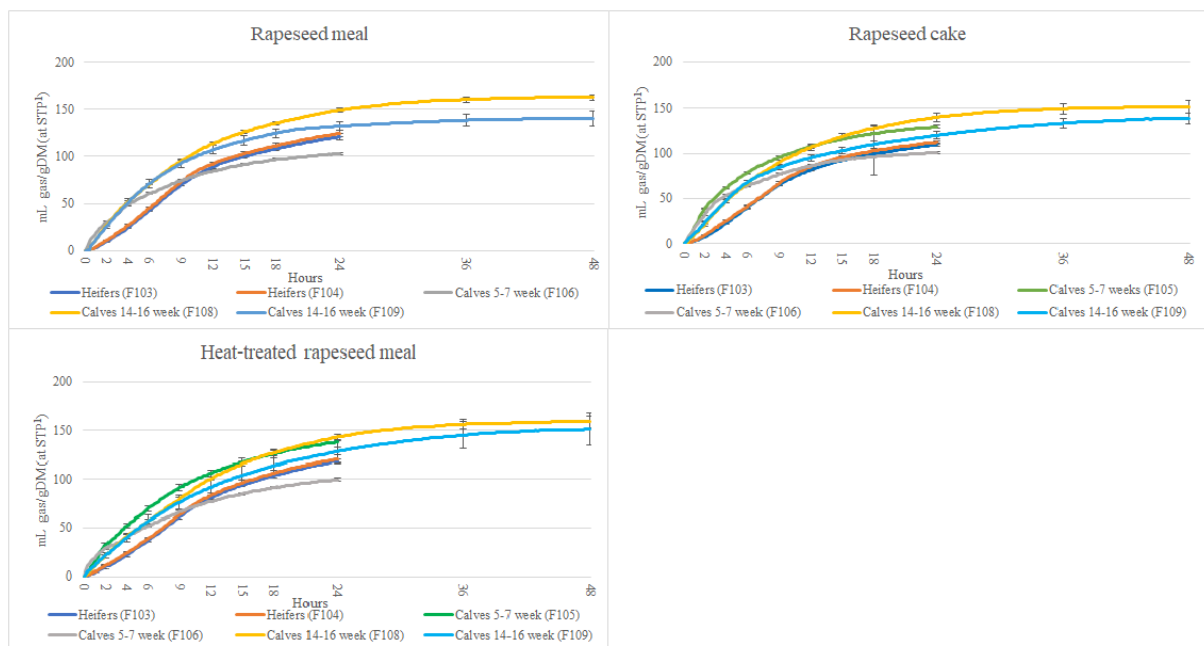 Rapeseed meal
mL gas/gDM(at STP¹)
200
150
100
50
0
0 2 4 6 9 12 15 18 24 36 48
Hours
Heifers (F103) Heifers (F104) Calves 5-7 week (F106)
Calves 14-16 week (F108) Calves 14-16 week (F109)
Rapeseed cake
mL gas/gDM(at STP¹)
200
150
100
50
0
0 2 4 6 9 12 15 18 24 36 48
Hours
Heifers (F103) Heifers (F104) Calves 5-7 weeks (F105)
Calves 5-7 week (F106) Calves 14-16 week (F108) Calves 14-16 week (F109)
Heat-treated rapeseed meal
mL gas/gDM(at STP¹)
200
150
100
50
0
0 2 4 6 9 12 15 18 24 36 48
Hours
Heifers (F103) Heifers (F104) Calves 5-7 week (F105)
Calves 5-7 week (F106) Calves 14-16 week (F108) Calves 14-16 week (F109)